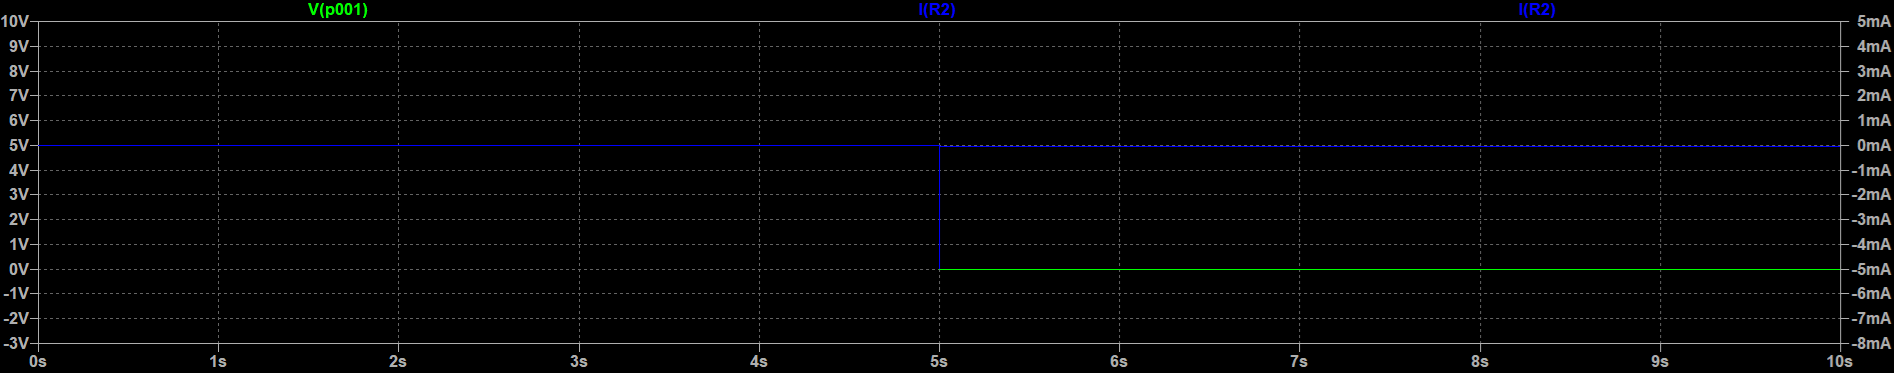 V(p001) I(R2) I(R2)
10V 5mA
9V 4mA
8V 3mA
7V 2mA
6V 1mA
5V 0mA
4V -1mA
3V -2mA
2V -3mA
1V -4mA
0V -5mA
-1V -6mA
-2V -7mA
-3V -8mA
0s 1s 2s 3s 4s 5s 6s 7s 8s 9s 10s